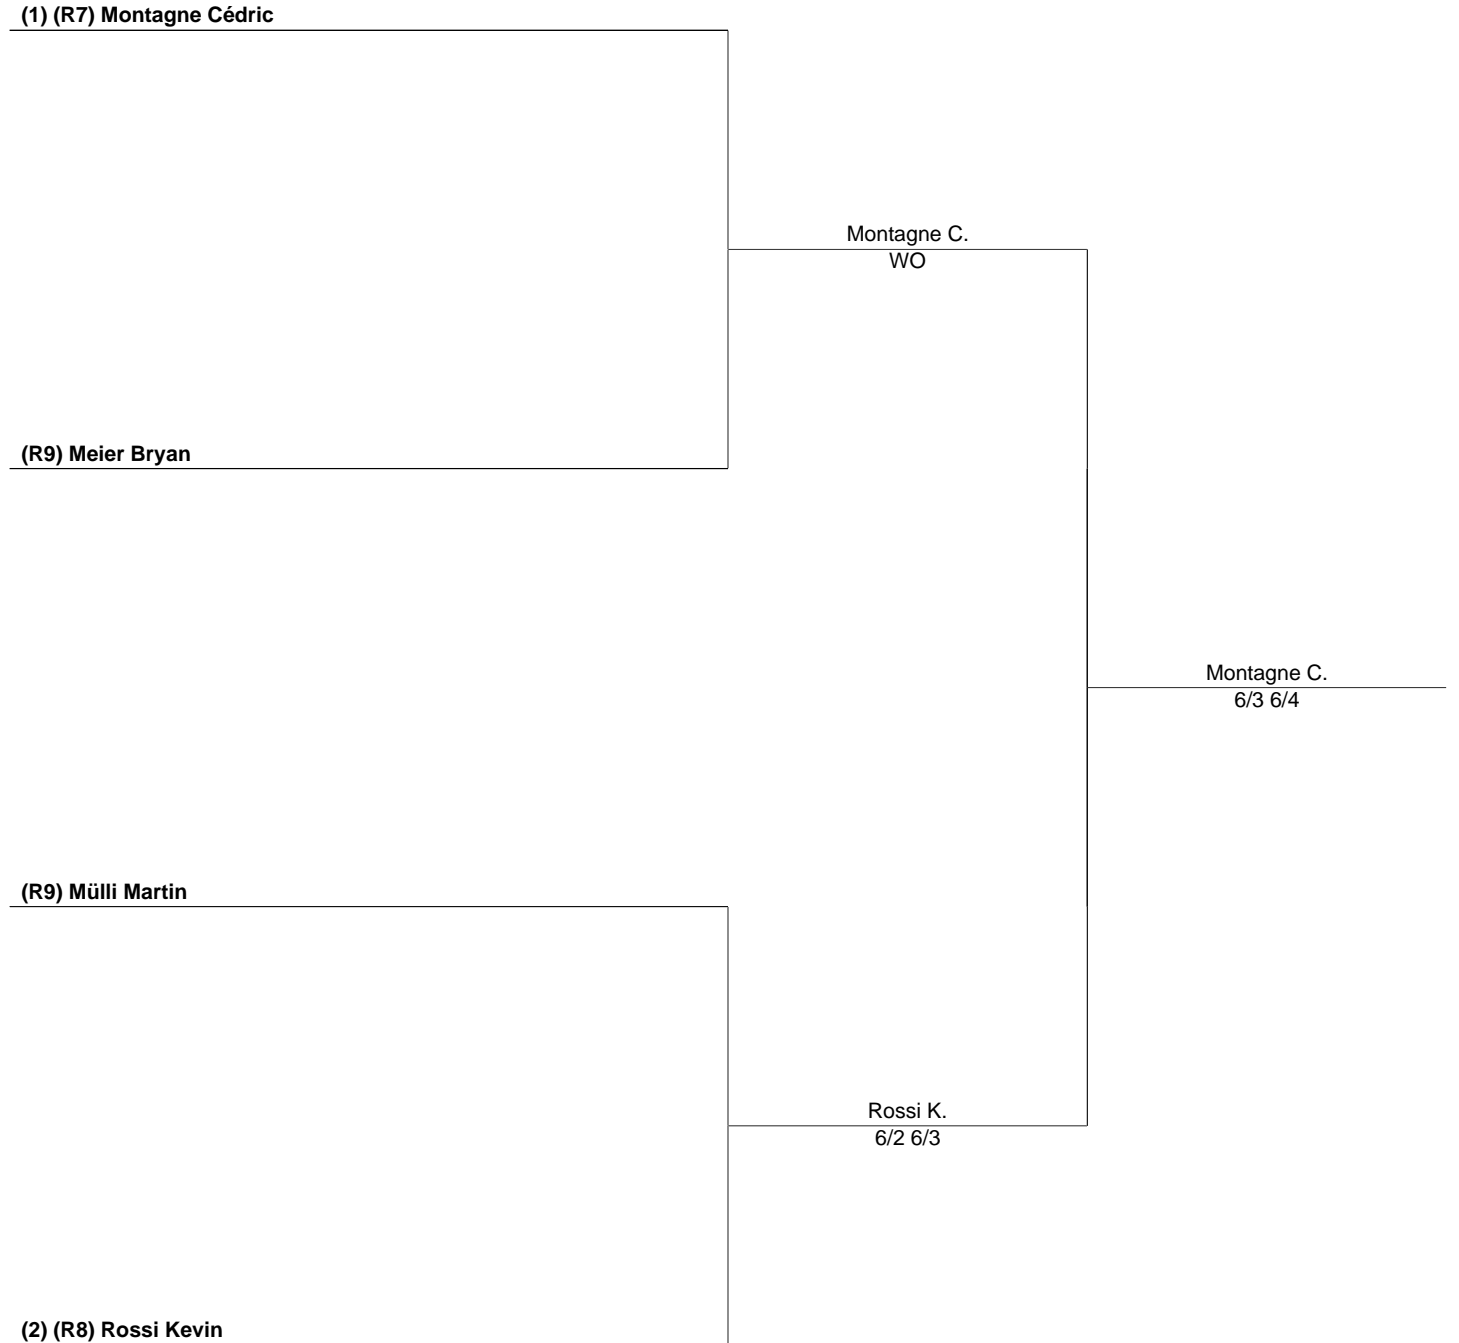 (1) (R7) Montagne Cédric
Montagne C.
WO
(R9) Meier Bryan
Montagne C.
6/3 6/4
(R9) Mülli Martin
Rossi K.
6/2 6/3
(2) (R8) Rossi Kevin